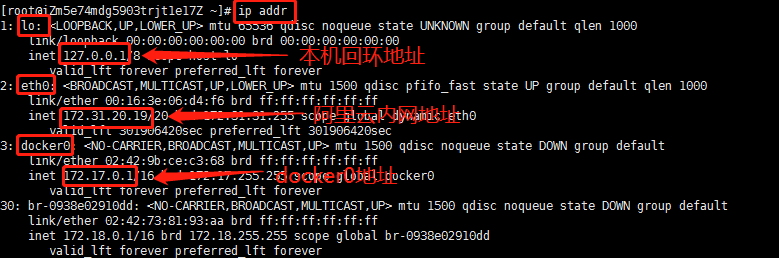 [root@iZm5e74mdg5903trjt1e17Z ~]# ip addr
1: lo: <LOOPBACK,UP,LOWER_UP> mtu 65536 qdisc noqueue state UNKNOWN group default qlen 1000
link/loopback 00:00:00:00:00:00 brd 00:00:00:00:00:00
inet 127.0.0.1/8 scope host lo 本机回环地址
valid_lft forever preferred_lft forever
2: eth0: <BROADCAST,MULTICAST,UP,LOWER_UP> mtu 1500 qdisc pfifo_fast state UP group default qlen 1000
link/ether 00:16:3e:06:d4:f6 brd ff:ff:ff:ff:ff:ff
inet 172.31.20.19/20 255 scope global dynamic eth0 阿里云内网地址
valid_lft 301906420sec preferred_lft 301906420sec
3: docker0: <NO-CARRIER,BROADCAST,MULTICAST,UP> mtu 1500 qdisc noqueue state DOWN group default
link/ether 02:42:9b:ce:c3:68 brd ff:ff:ff:ff:ff:ff
inet 172.17.0.1/16 172.17.255.255 scope global docker0 docker0地址
valid_lft forever preferred_lft forever
30: br-0938e02910dd: <NO-CARRIER,BROADCAST,MULTICAST,UP> mtu 1500 qdisc noqueue state DOWN group default
link/ether 02:42:73:81:93:aa brd ff:ff:ff:ff:ff:ff
inet 172.18.0.1/16 brd 172.18.255.255 scope global br-0938e02910dd
valid_lft forever preferred_lft forever